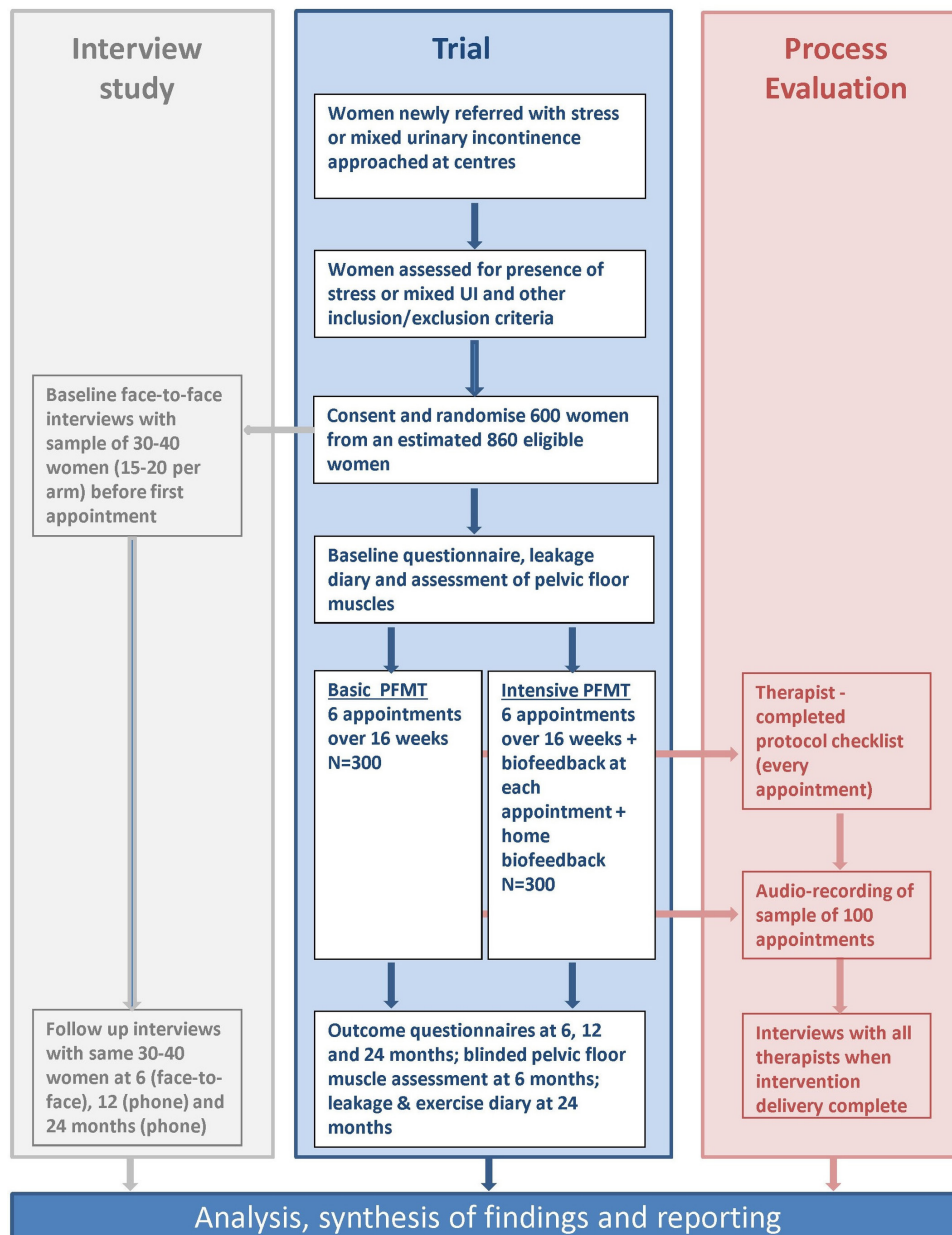 Interview
study
Baseline face-to-face
interviews with
sample of 30-40
women (15-20 per
arm) before first
appointment
Follow up interviews
with same 30-40
women at 6 (face-to-
face), 12 (phone) and
24 months (phone)
Trial
Women newly referred with stress
or mixed urinary incontinence
approached at centres
Women assessed for presence of
stress or mixed UI and other
inclusion/exclusion criteria
Consent and randomise 600 women
from an estimated 860 eligible
women
Baseline questionnaire, leakage
diary and assessment of pelvic floor
muscles
Basic PFMT
6 appointments
over 16 weeks
N=300
Intensive PFMT
6 appointments
over 16 weeks +
biofeedback at
each
appointment +
home
biofeedback
N=300
Outcome questionnaires at 6, 12
and 24 months; blinded pelvic floor
muscle assessment at 6 months;
leakage & exercise diary at 24
months
Process
Evaluation
Therapist -
completed
protocol checklist
(every
appointment)
Audio-recording of
sample of 100
appointments
Interviews with all
therapists when
intervention
delivery complete
Analysis, synthesis of findings and reporting